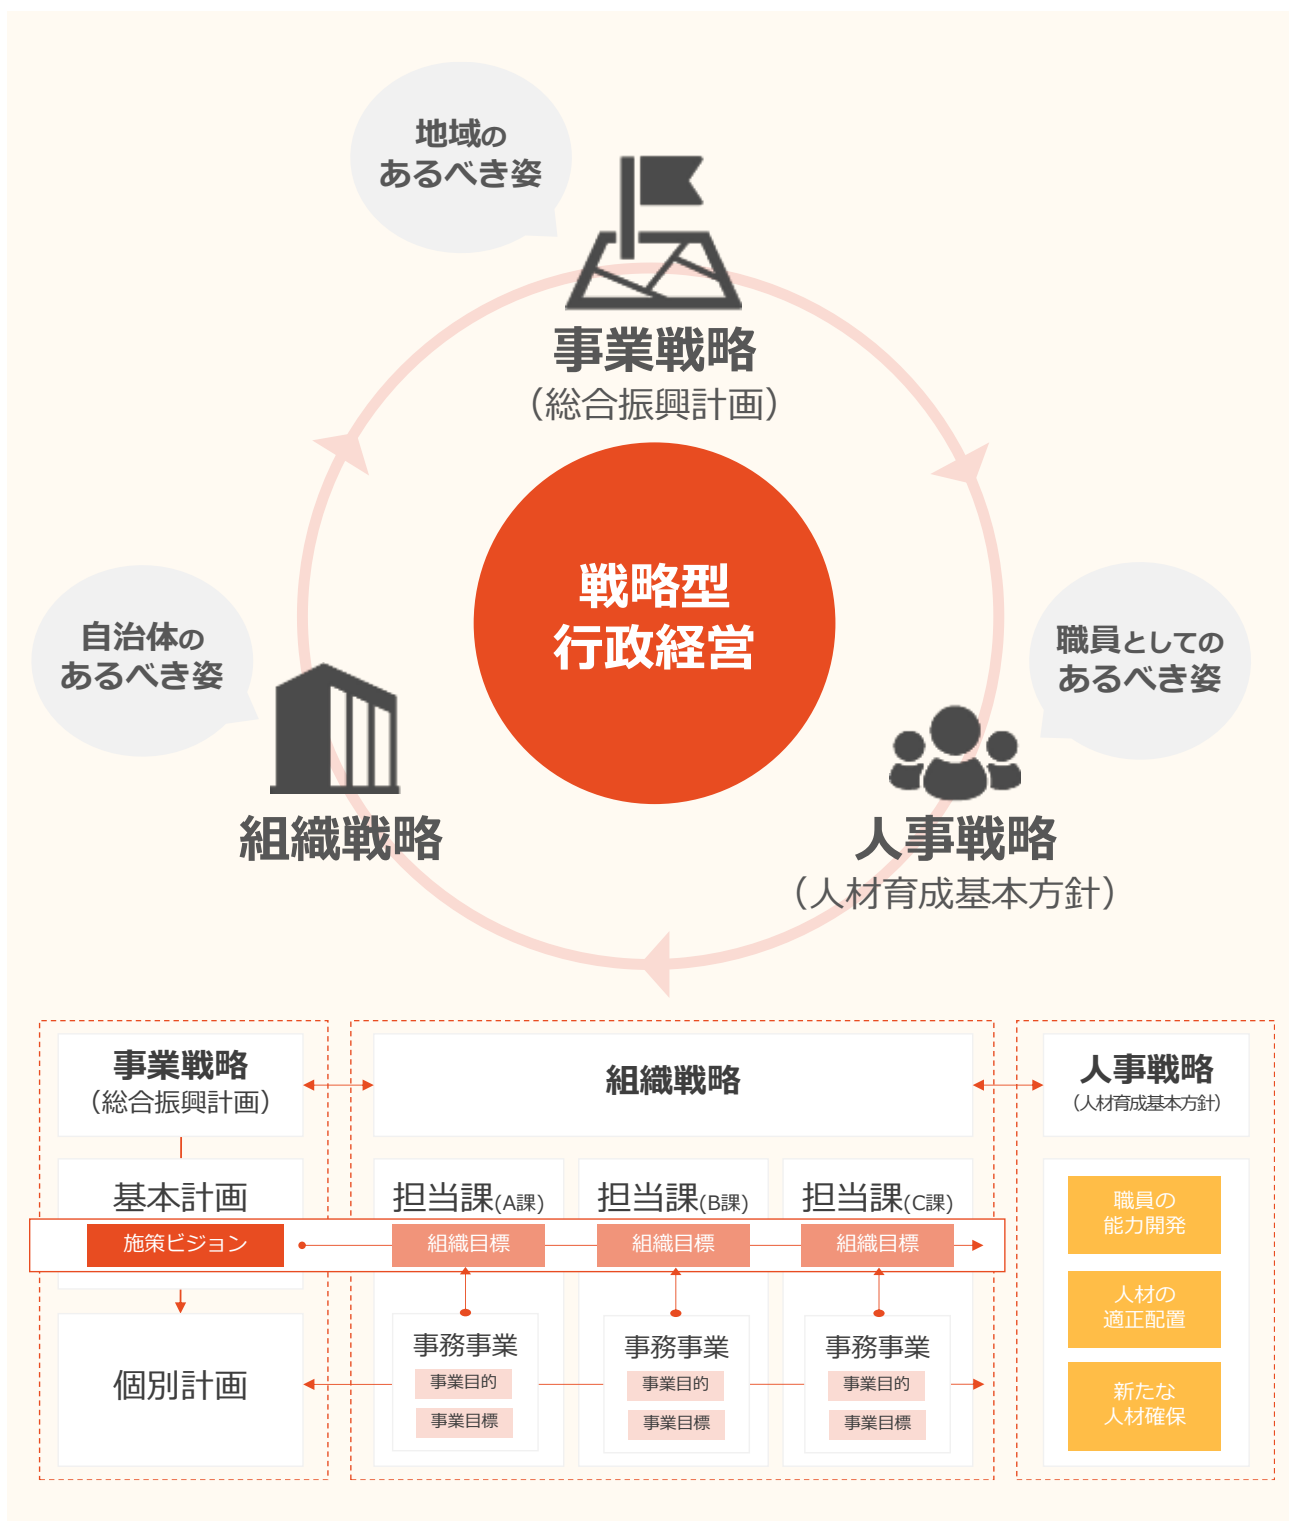 地域の
あるべき姿
事業戦略
（総合振興計画）
戦略型
行政経営
自治体の
あるべき姿
職員としての
あるべき姿
組織戦略
人事戦略
（人材育成基本方針）
事業戦略
（総合振興計画）
組織戦略
人事戦略
（人材育成基本方針）
基本計画
施策ビジョン
個別計画
担当課(A課)
組織目標
事務事業
事業目的
事業目標
担当課(B課)
組織目標
事務事業
事業目的
事業目標
担当課(C課)
組織目標
事務事業
事業目的
事業目標
職員の
能力開発
人材の
適正配置
新たな
人材確保